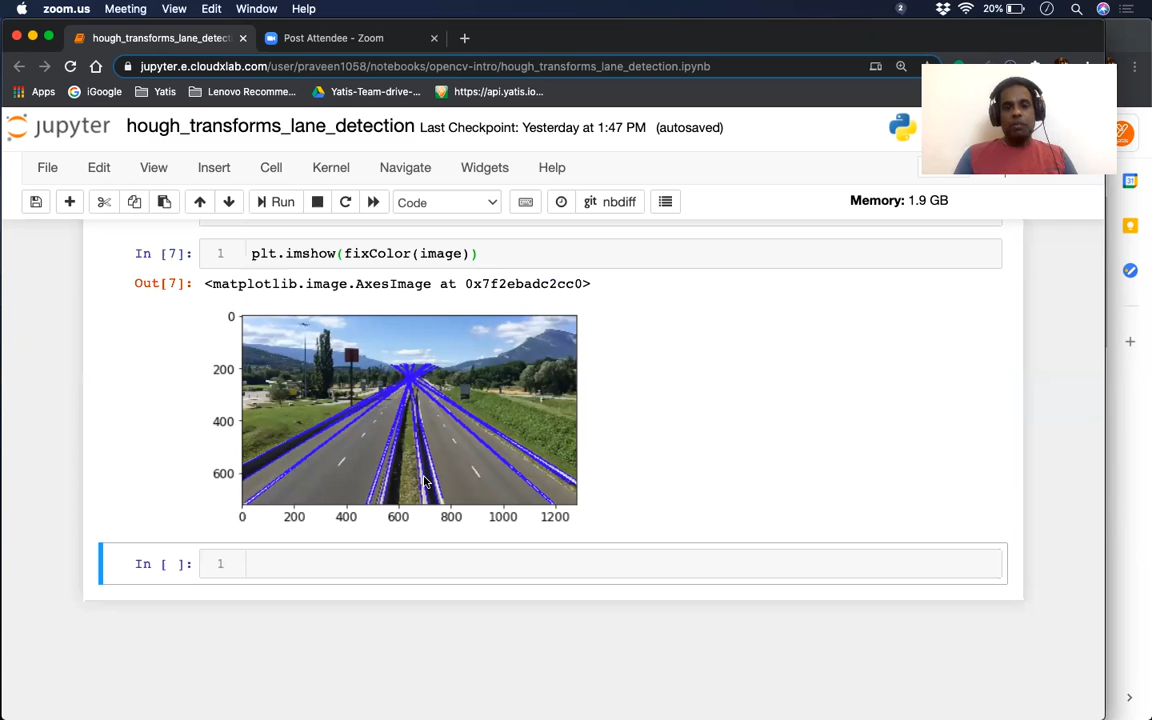 zoom.us Meeting View Edit Window Help 2 20%
hough_transforms_lane_detecti Post Attendee - Zoom
jupyter.e.cloudxlab.com/user/praveen1058/notebooks/opencv-intro/hough_transforms_lane_detection.ipynb
Apps iGoogle Yatis Lenovo Recomme... Yatis-Team-drive-... https://api.yatis.io...
jupyter hough_transforms_lane_detection Last Checkpoint: Yesterday at 1:47 PM (autosaved)
File Edit View Insert Cell Kernel Navigate Widgets Help
Run Code git nbdiff Memory: 1.9 GB
In [7]: 1 plt.imshow(fixColor(image))
Out[7]: <matplotlib.image.AxesImage at 0x7f2ebadc2cc0>
0
200
400
600
0 200 400 600 800 1000 1200
In [ ]: 1
31